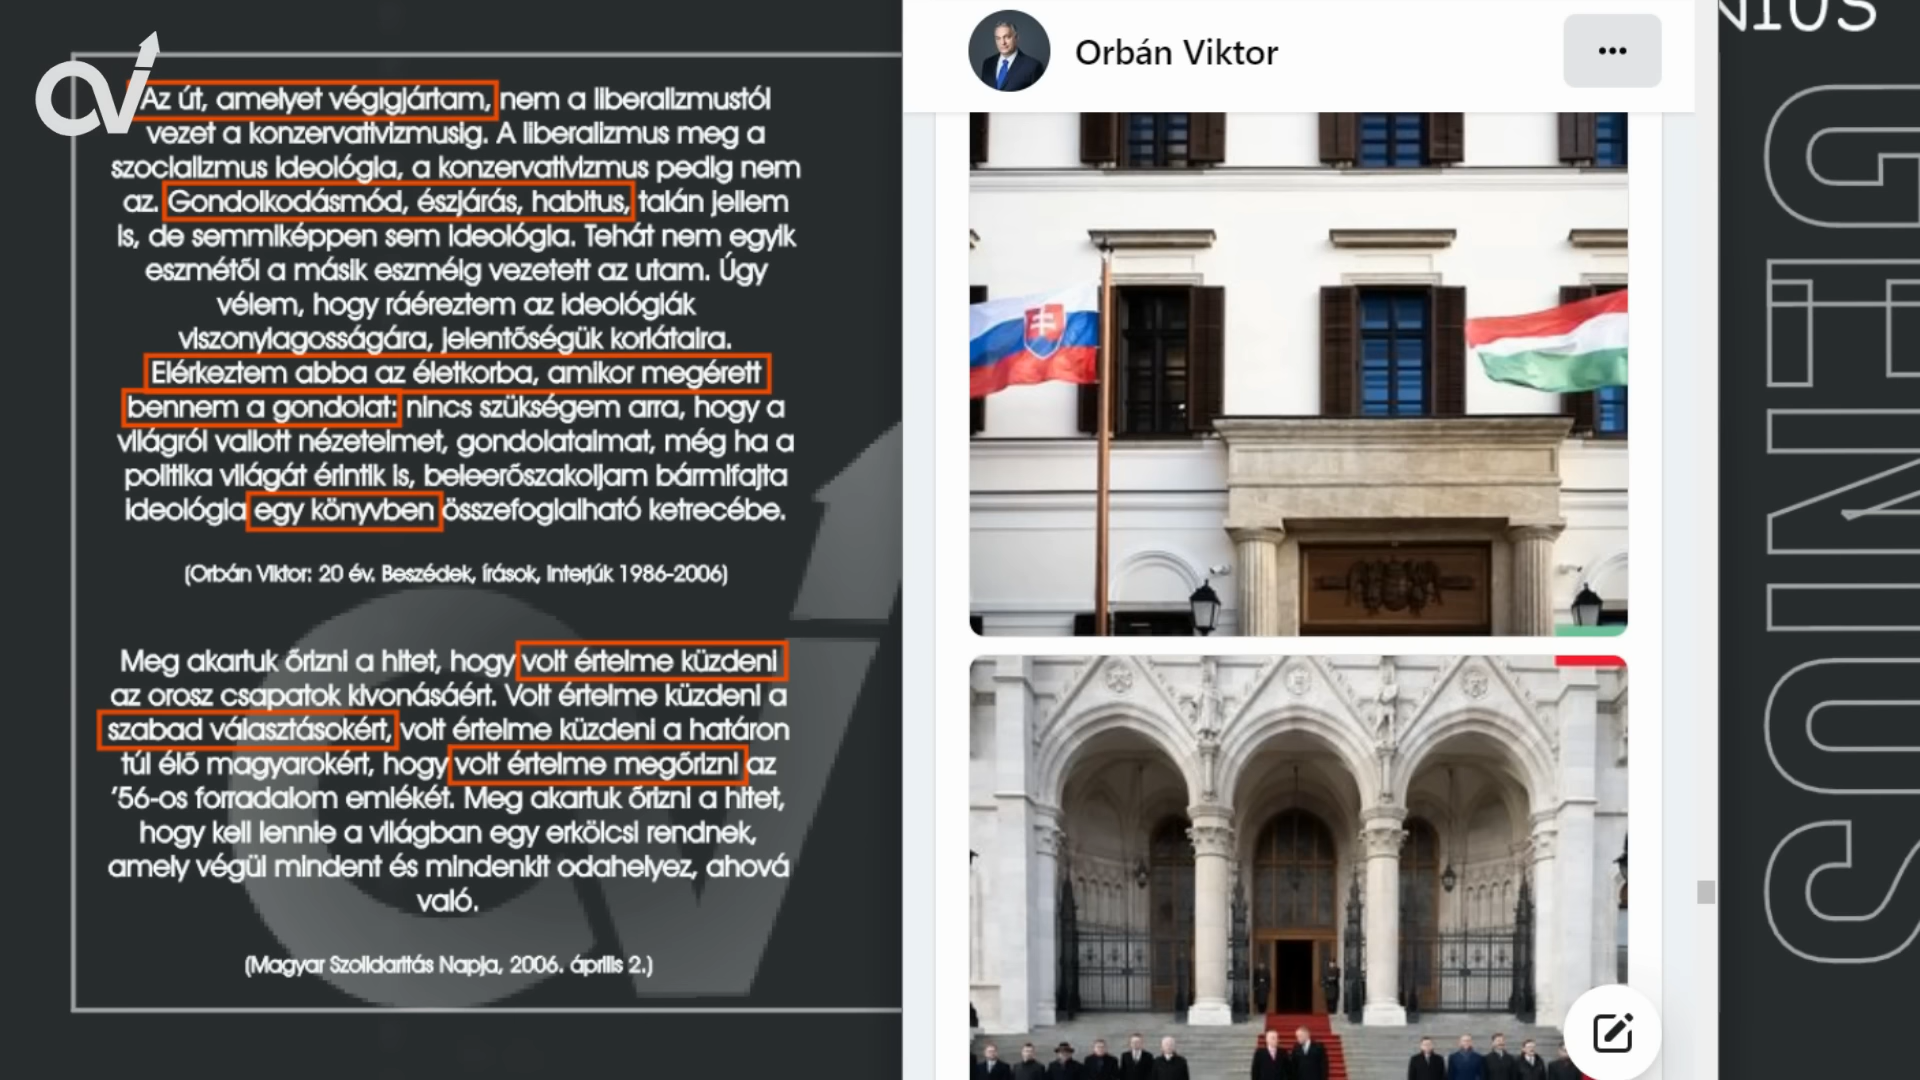 Az út, amelyet végigjártam, nem a liberalizmustól
vezet a konzervativizmusig. A liberalizmus meg a
szocializmus ideológia, a konzervativizmus pedig nem
az. Gondolkodásmód, észjárás, habitus, talán jellem
is, de semmiképpen sem ideológia. Tehát nem egyik
eszmétől a másik eszméig vezetett az utam. Úgy
vélem, hogy ráéreztem az ideológiák
viszonylagosságára, jelentőségük korlátaira.
Elérkeztem abba az életkorba, amikor megérett
bennem a gondolat: nincs szükségem arra, hogy a
világról vallott nézeteimet, gondolataimat, még ha a
politika világát érintik is, beleerőszakoljam bármifajta
ideológia egy könyvben összefoglalható ketrecébe.
(Orbán Viktor: 20 év. Beszédek, írások, interjúk 1986-2006)
Meg akartuk őrizni a hitet, hogy volt értelme küzdeni
az orosz csapatok kivonásáért. Volt értelme küzdeni a
szabad választásokért, volt értelme küzdeni a határon
túl élő magyarokért, hogy volt értelme megőrizni az
'56-os forradalom emlékét. Meg akartuk őrizni a hitet,
hogy kell lennie a világban egy erkölcsi rendnek,
amely végül mindent és mindenkit odahelyez, ahová
való.
(Magyar Szolidaritás Napja, 2006. április 2.)
Orbán Viktor
NIUS
GENIUS